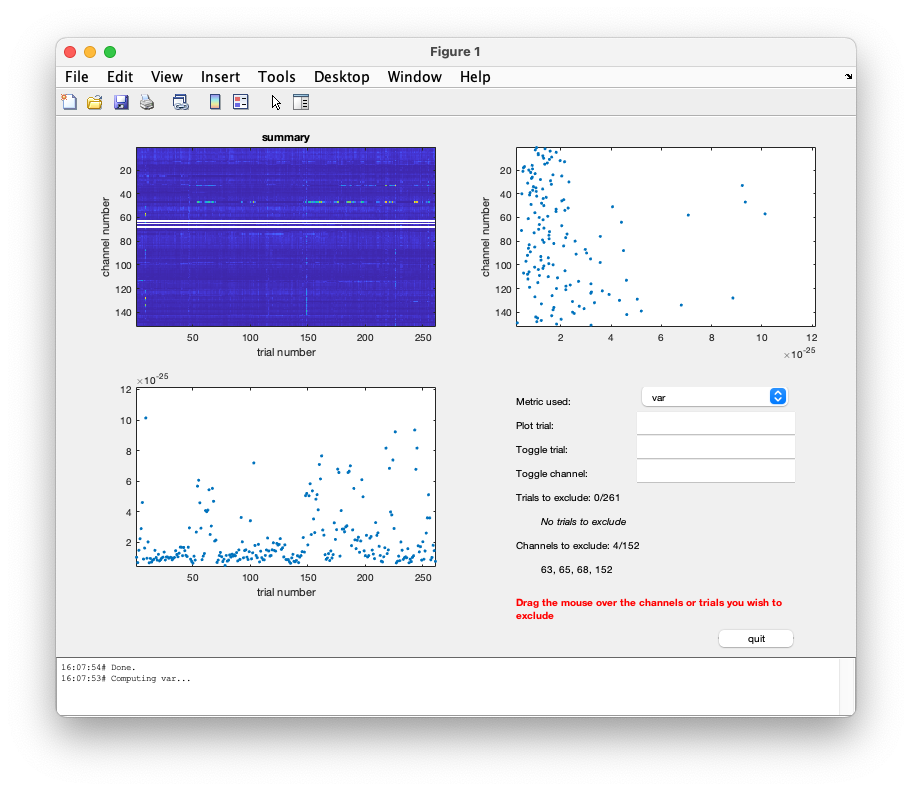 Figure 1
File Edit View Insert Tools Desktop Window Help
summary
20
40
60
80
100
120
140
channel number
50 100 150 200 250
trial number
20
40
60
80
100
120
140
channel number
2 4 6 8 10 12
×10-25
×10-25
12
10
8
6
4
2
50 100 150 200 250
trial number
Metric used: var
Plot trial:
Toggle trial:
Toggle channel:
Trials to exclude: 0/261
No trials to exclude
Channels to exclude: 4/152
63, 65, 68, 152
Drag the mouse over the channels or trials you wish to
exclude
quit
16:07:54# Done.
16:07:53# Computing var...